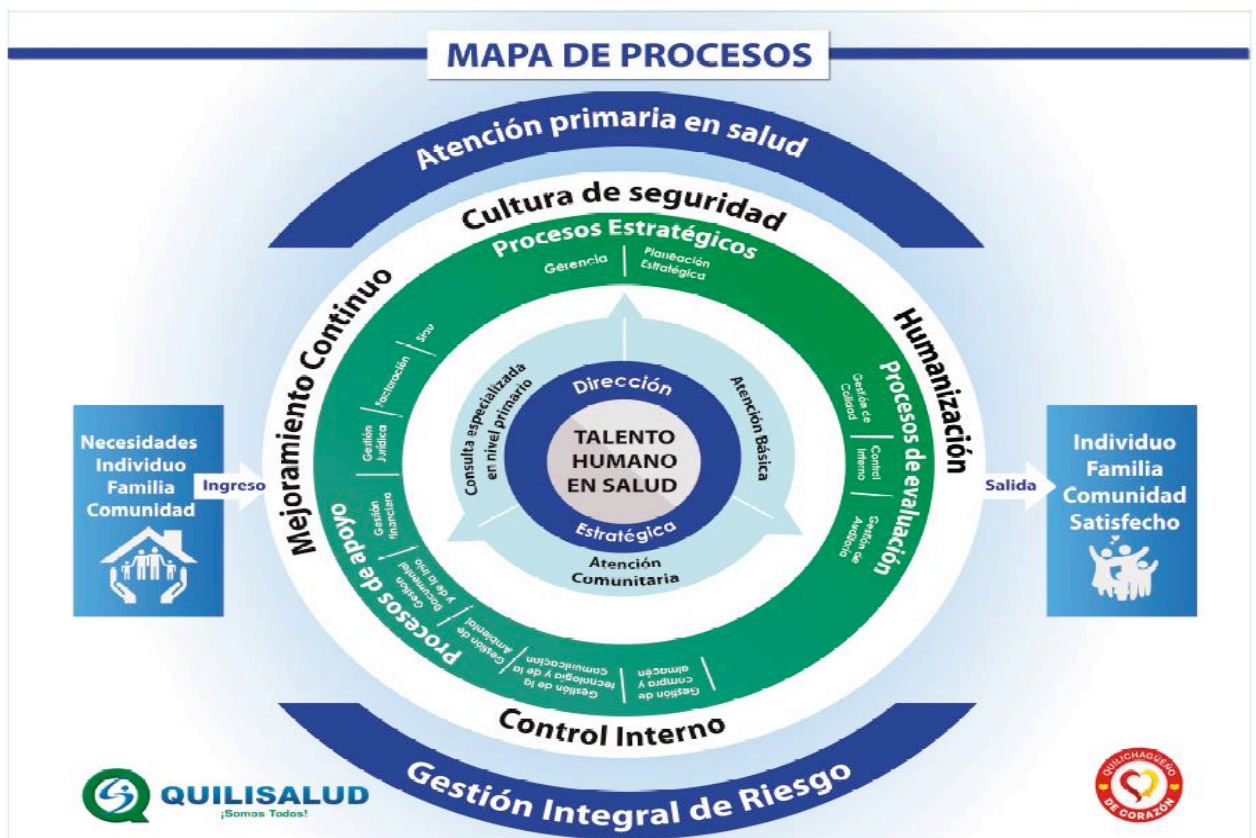 MAPA DE PROCESOS
Atención primaria en salud
Cultura de seguridad
Procesos Estratégicos
Gerencia
Planeación
Estratégica
Mejoramiento Continuo
Humanización
Siau
Facturación
Gestión
Jurídica
Gestión
financiera
Gestión
Documental
y de la Info
Gestión de
Ambiental
Gestión de la
tecnología y de la
comunicacion
Gestión de
compra y
almacén
Procesos de apoyo
Procesos de evaluación
Gestión de
Calidad
Control
Interno
Gestión de
Auditoria
Consulta especializada
en nivel primario
Atención Básica
Dirección
TALENTO
HUMANO
EN SALUD
Estratégica
Atención
Comunitaria
Necesidades
Individuo
Familia
Comunidad
Ingreso
Salida
Individuo
Familia
Comunidad
Satisfecho
Control Interno
Gestión Integral de Riesgo
QUILISALUD
¡Somos Todos!
QUILICHAGÜEÑO
DE CORAZÓN